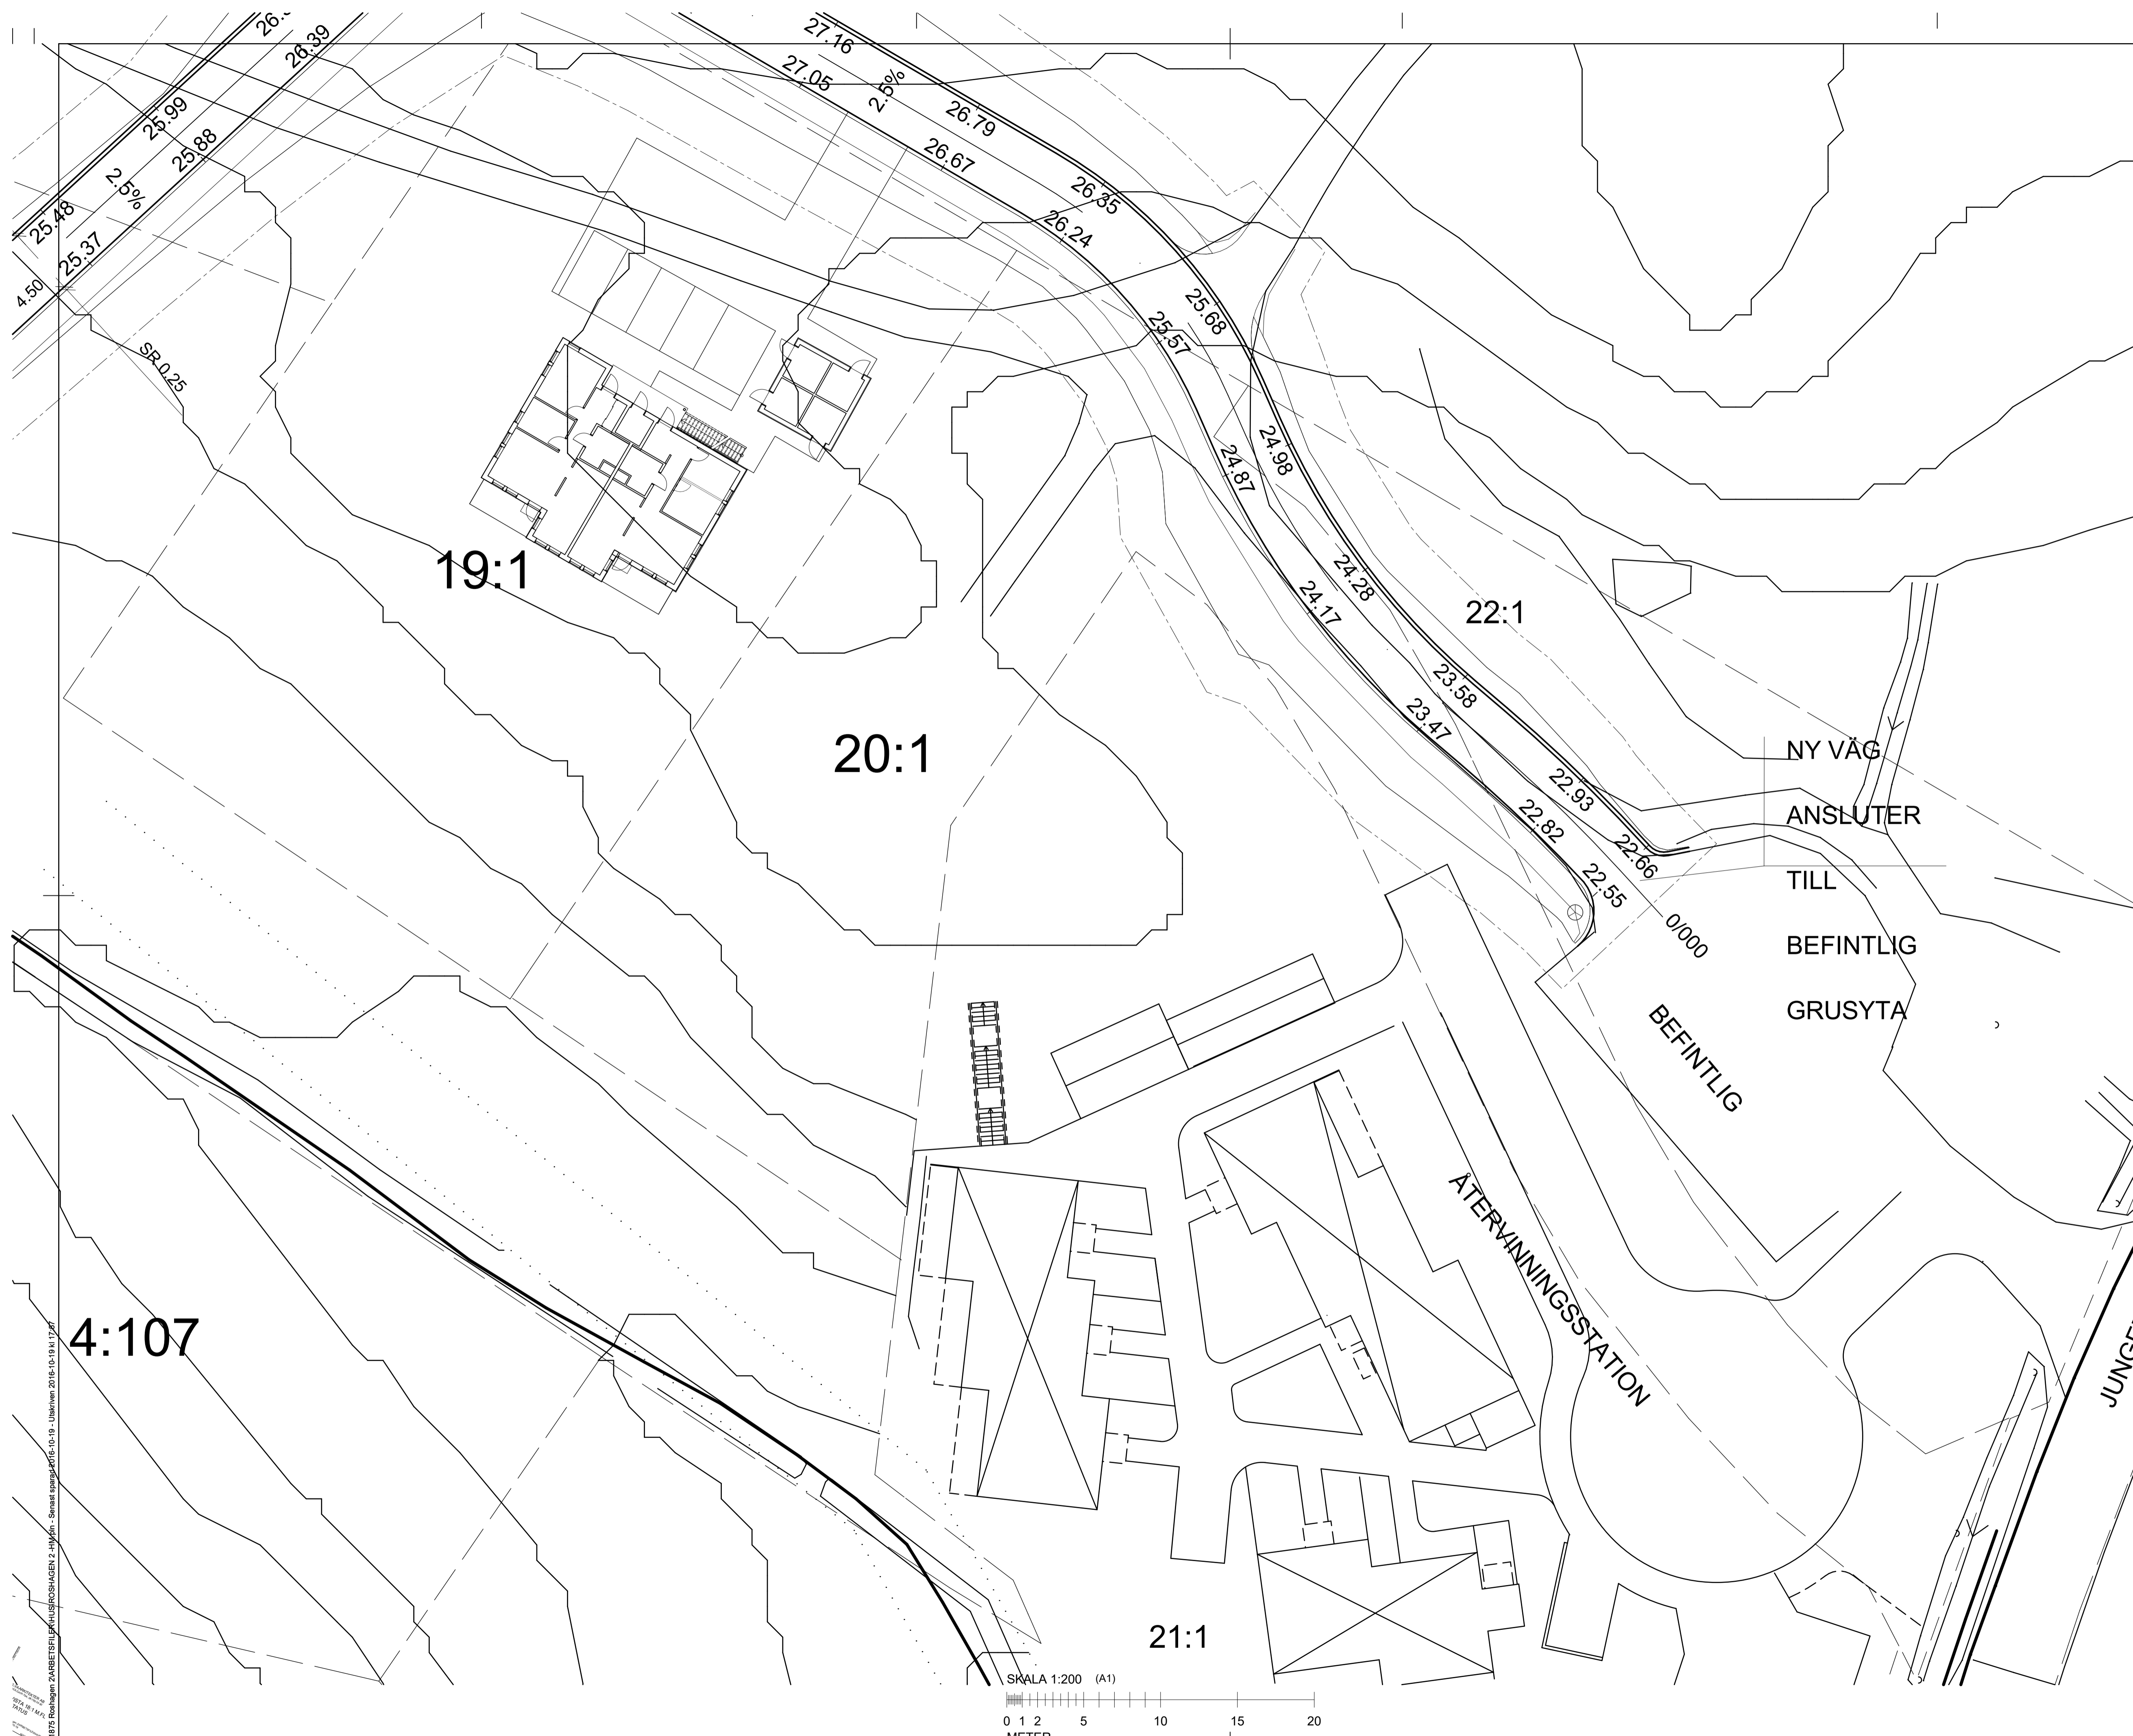 26.39
27.16
27.05
2.5%
25.99
26.79
25.88
26.67
2.5%
26.35
25.48
26.24
25.37
4.50
25.68
25.57
SR 0.25
24.98
24.87
19:1
24.28
24.17
22:1
23.58
23.47
20:1
NY VÄG
22.93
22.82
ANSLUTER
22.66
22.55
TILL
0/000
BEFINTLIG
GRUSYTA
BEFINTLIG
ÅTERVINNINGSSTATION
4:107
21:1
SKALA 1:200 (A1)
0 1 2 5 10 15 20
METER